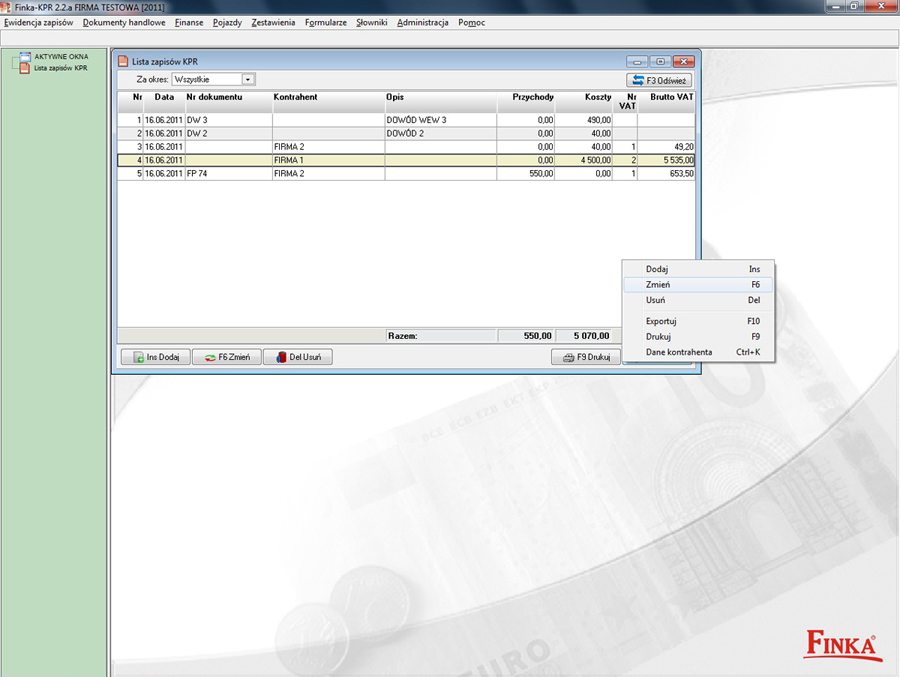 Finka-KPR 2.2.a FIRMA TESTOWA [2011]
Ewidencja zapisów Dokumenty handlowe Finanse Pojazdy Zestawienia Formularze Słowniki Administracja Pomoc
AKTYWNE OKNA
Lista zapisów KPR
Lista zapisów KPR
Za okres: Wszystkie F3 Odśwież
Nr Data Nr dokumentu Kontrahent Opis Przychody Koszty Nr VAT Brutto VAT
1 16.06.2011 DW 3 DOWÓD WEW 3 0,00 490,00
2 16.06.2011 DW 2 DOWÓD 2 0,00 40,00
3 16.06.2011 FIRMA 2 0,00 40,00 1 49,20
4 16.06.2011 FIRMA 1 0,00 4 500,00 2 5 535,00
5 16.06.2011 FP 74 FIRMA 2 550,00 0,00 1 653,50
Dodaj Ins
Zmień F6
Usuń Del
Exportuj F10
Drukuj F9
Dane kontrahenta Ctrl+K
Razem: 550,00 5 070,00
Ins Dodaj F6 Zmień Del Usuń F9 Drukuj
BCE ECB EZB EKT EKP
10
EURO
FINKA